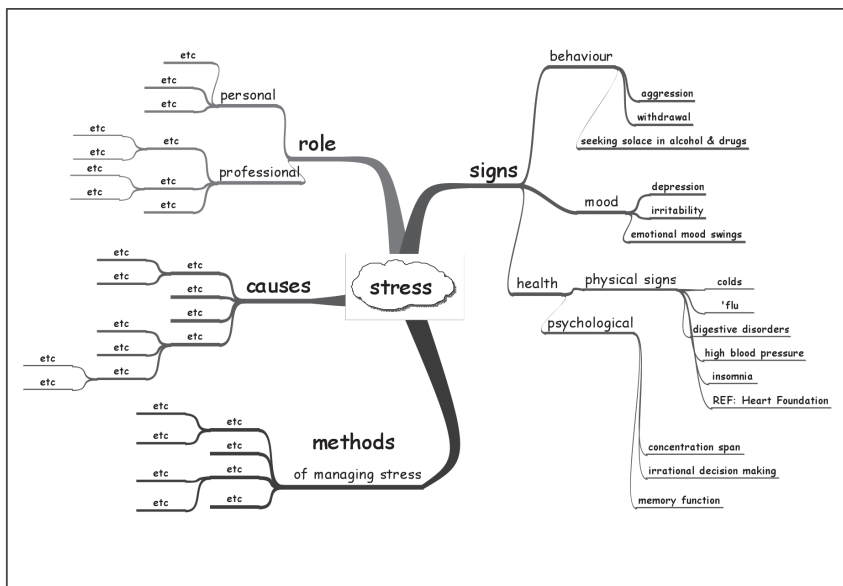 stress
role
personal
etc
etc
etc
professional
etc
etc
etc
etc
etc
etc
etc
causes
etc
etc
etc
etc
etc
etc
etc
etc
etc
etc
etc
methods
of managing stress
etc
etc
etc
etc
etc
etc
etc
etc
signs
behaviour
aggression
withdrawal
seeking solace in alcohol & drugs
mood
depression
irritability
emotional mood swings
health
physical signs
colds
'flu
digestive disorders
high blood pressure
insomnia
REF: Heart Foundation
psychological
concentration span
irrational decision making
memory function